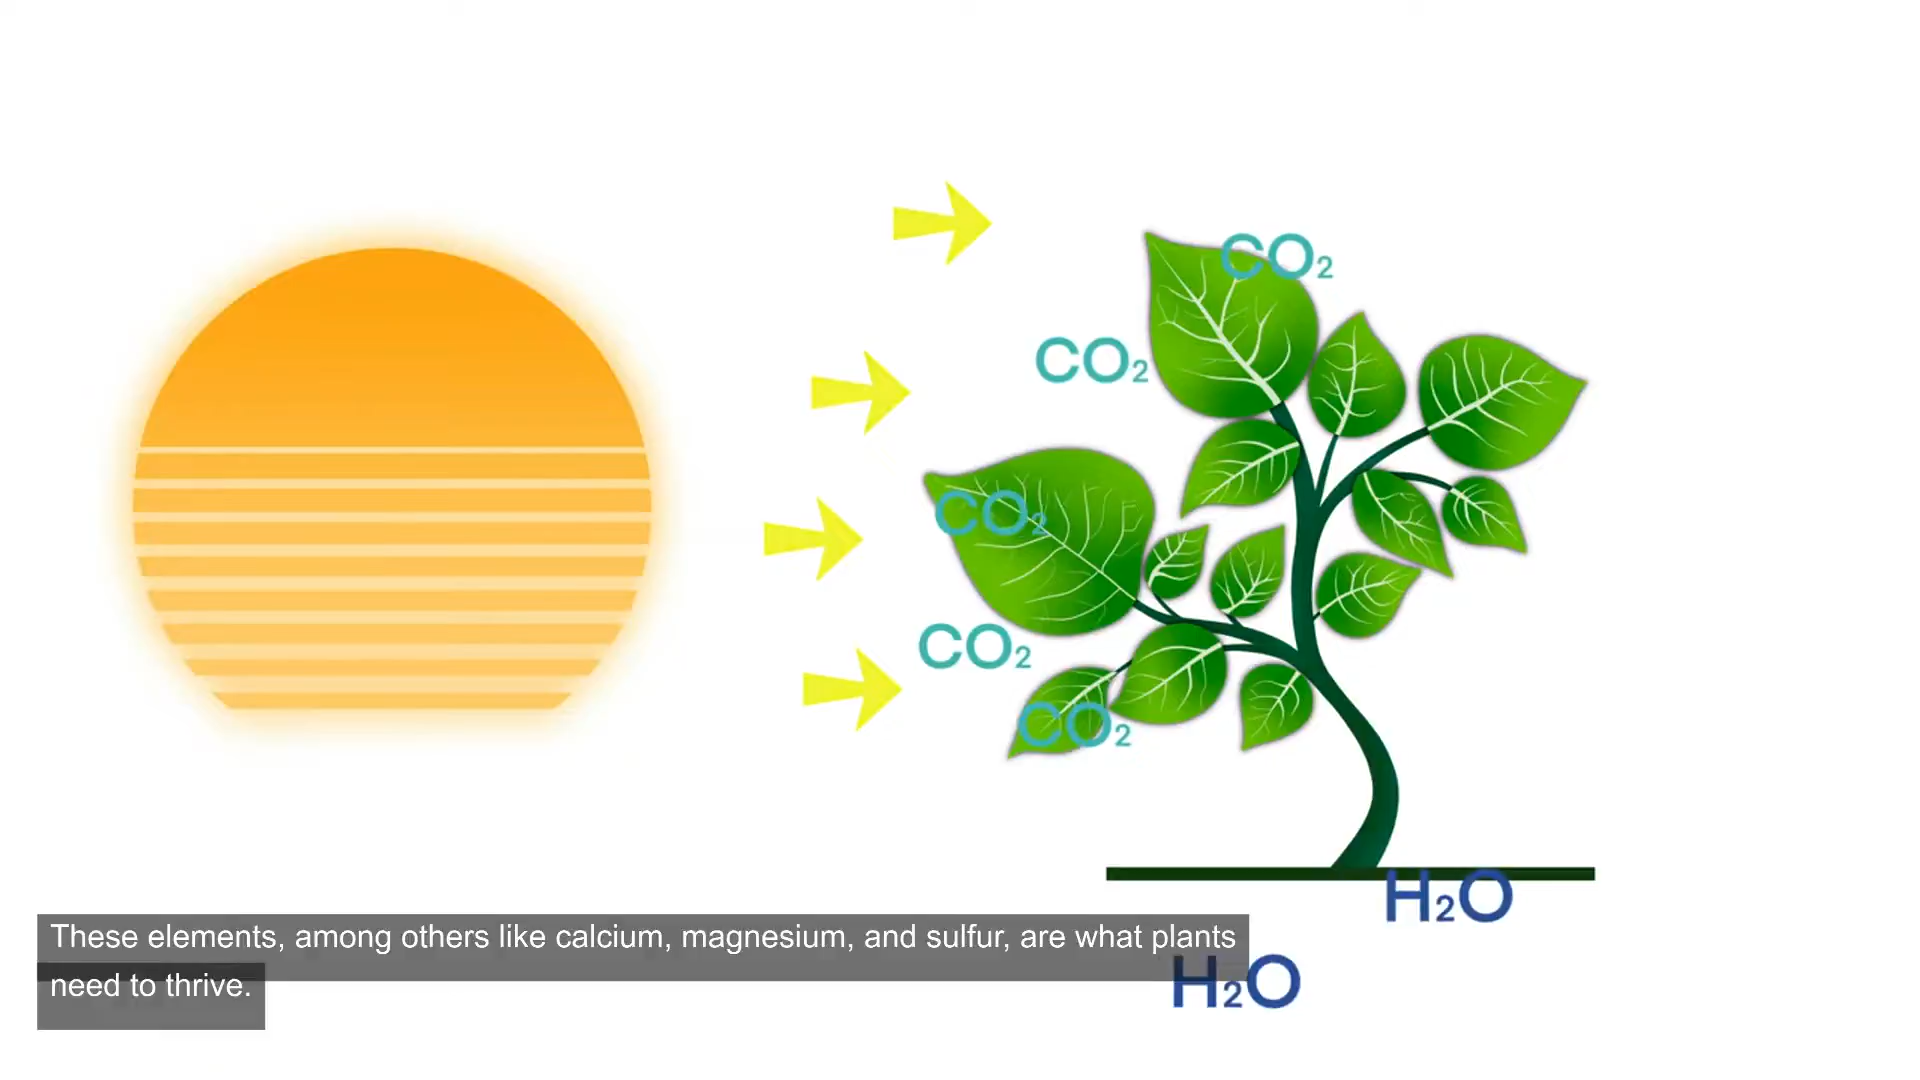 CO₂
CO₂
CO₂
CO₂
CO₂
H₂O
These elements, among others like calcium, magnesium, and sulfur, are what plants
need to thrive.
H₂O